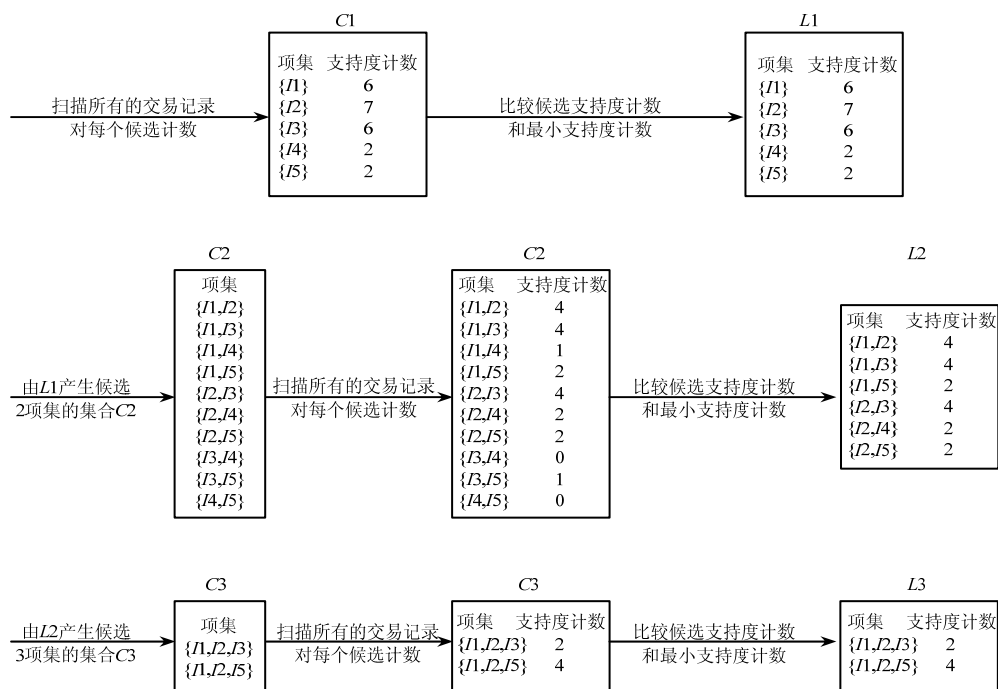 C1
项集 支持度计数
{I1} 6
{I2} 7
{I3} 6
{I4} 2
{I5} 2
扫描所有的交易记录
对每个候选计数
比较候选支持度计数
和最小支持度计数
L1
项集 支持度计数
{I1} 6
{I2} 7
{I3} 6
{I4} 2
{I5} 2
由L1产生候选
2项集的集合C2
C2
项集
{I1,I2}
{I1,I3}
{I1,I4}
{I1,I5}
{I2,I3}
{I2,I4}
{I2,I5}
{I3,I4}
{I3,I5}
{I4,I5}
扫描所有的交易记录
对每个候选计数
C2
项集 支持度计数
{I1,I2} 4
{I1,I3} 4
{I1,I4} 1
{I1,I5} 2
{I2,I3} 4
{I2,I4} 2
{I2,I5} 2
{I3,I4} 0
{I3,I5} 1
{I4,I5} 0
比较候选支持度计数
和最小支持度计数
L2
项集 支持度计数
{I1,I2} 4
{I1,I3} 4
{I1,I5} 2
{I2,I3} 4
{I2,I4} 2
{I2,I5} 2
由L2产生候选
3项集的集合C3
C3
项集
{I1,I2,I3}
{I1,I2,I5}
扫描所有的交易记录
对每个候选计数
C3
项集 支持度计数
{I1,I2,I3} 2
{I1,I2,I5} 4
比较候选支持度计数
和最小支持度计数
L3
项集 支持度计数
{I1,I2,I3} 2
{I1,I2,I5} 4